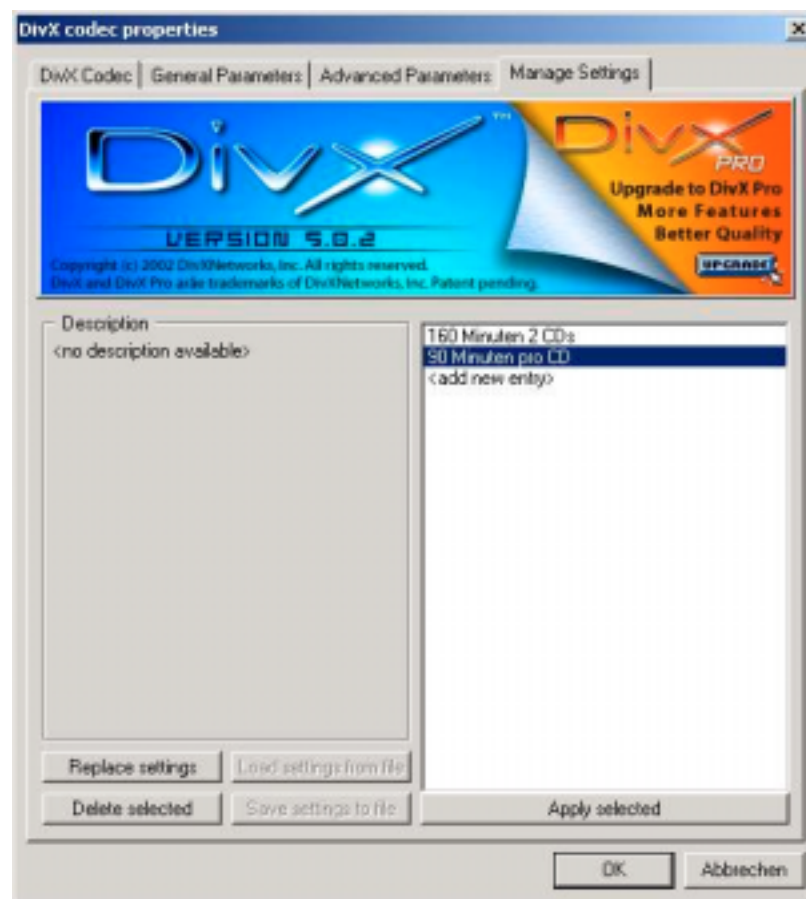 DivX codec properties
DivX Codec
General Parameters
Advanced Parameters
Manage Settings
DivX™
VERSION 5.0.2
Copyright (c) 2002 DivXNetworks, Inc. All rights reserved.
DivX and DivX Pro are trademarks of DivXNetworks, Inc. Patent pending.
DivX
PRO
Upgrade to DivX Pro
More Features
Better Quality
UPGRADE
Description
<no description available>
160 Minuten 2 CDs
90 Minuten pro CD
<add new entry>
Replace settings
Load settings from file
Delete selected
Save settings to file
Apply selected
OK
Abbrechen